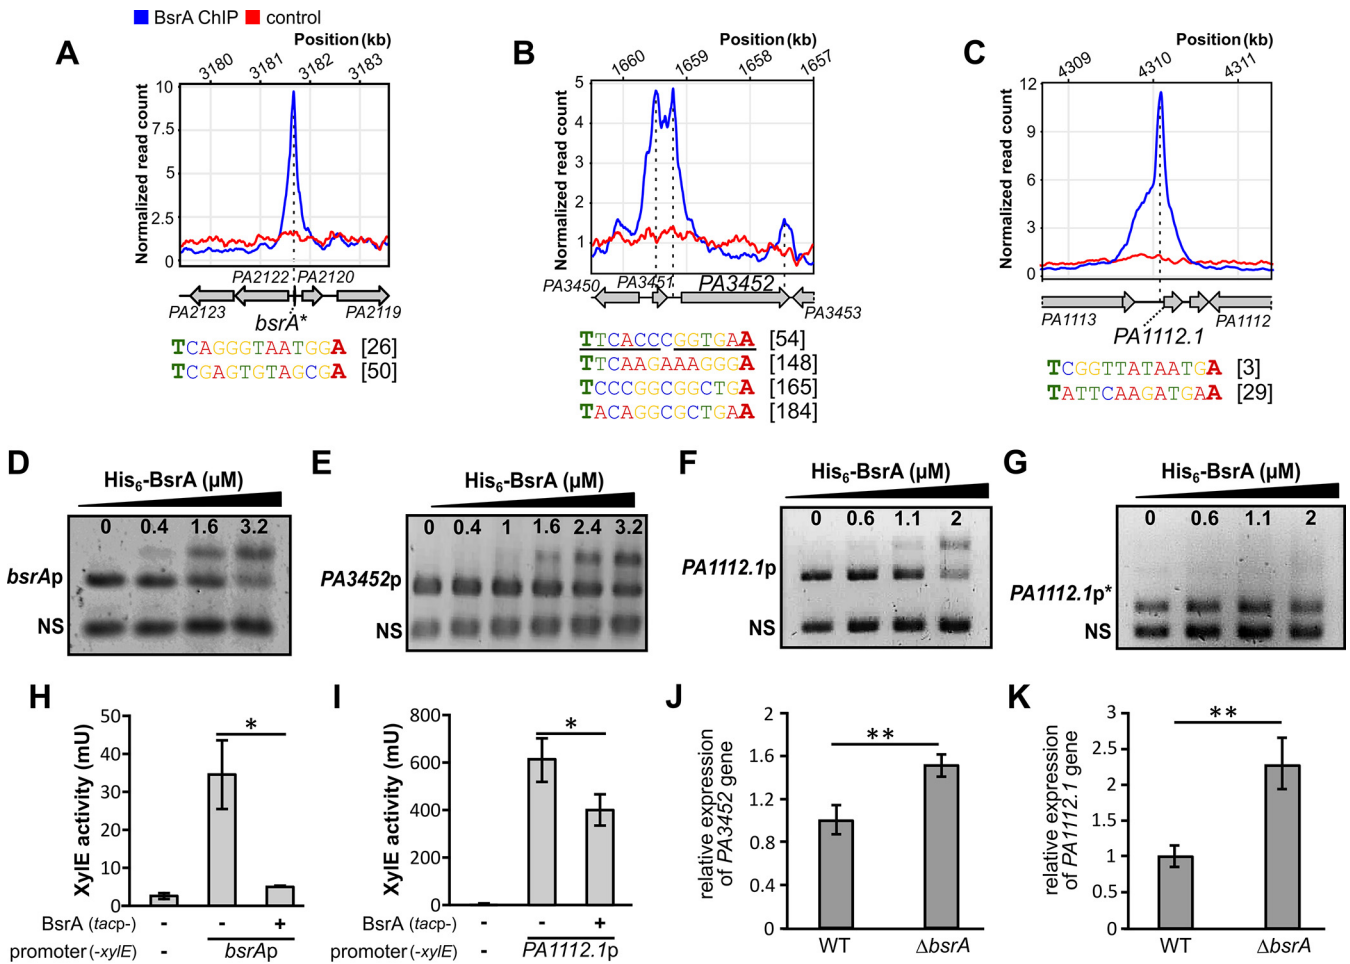 BsrA ChIP control
A
Position (kb)
3180 3181 3182 3183
Normalized read count
10
7.5
5
2.5
0
PA2122 PA2120
PA2123 PA2119
bsrA*
TCAGGGTAATGGA [26]
TCGAGTGTAGCGA [50]
B
Position (kb)
1660 1659 1658 1657
Normalized read count
5
4
3
2
1
PA3450 PA3451 PA3452
PA3453
TTCACCCGGTGAA [54]
TTCAAGAAAGGGA [148]
TCCCGGCGGCTGA [165]
TACAGGCGCTGAA [184]
C
Position (kb)
4309 4310 4311
Normalized read count
12
9
6
3
0
PA1113 PA1112
PA1112.1
TCGGTTATAATGA [3]
TATTCAAGATGAA [29]
D
His6-BsrA (µM)
0 0.4 1.6 3.2
bsrAp
NS
E
His6-BsrA (µM)
0 0.4 1 1.6 2.4 3.2
PA3452p
NS
F
His6-BsrA (µM)
0 0.6 1.1 2
PA1112.1p
NS
G
His6-BsrA (µM)
0 0.6 1.1 2
PA1112.1p*
NS
H
XylE activity (mU)
50
40
30
20
10
0
*
BsrA (tacp-) - - +
promoter (-xylE) - bsrAp
I
XylE activity (mU)
800
600
400
200
0
*
BsrA (tacp-) - - +
promoter (-xylE) - PA1112.1p
J
relative expression
of PA3452 gene
2
1.6
1.2
0.8
0.4
0
**
WT ΔbsrA
K
relative expression
of PA1112.1 gene
3
2.5
2
1.5
1
0.5
0
**
WT ΔbsrA